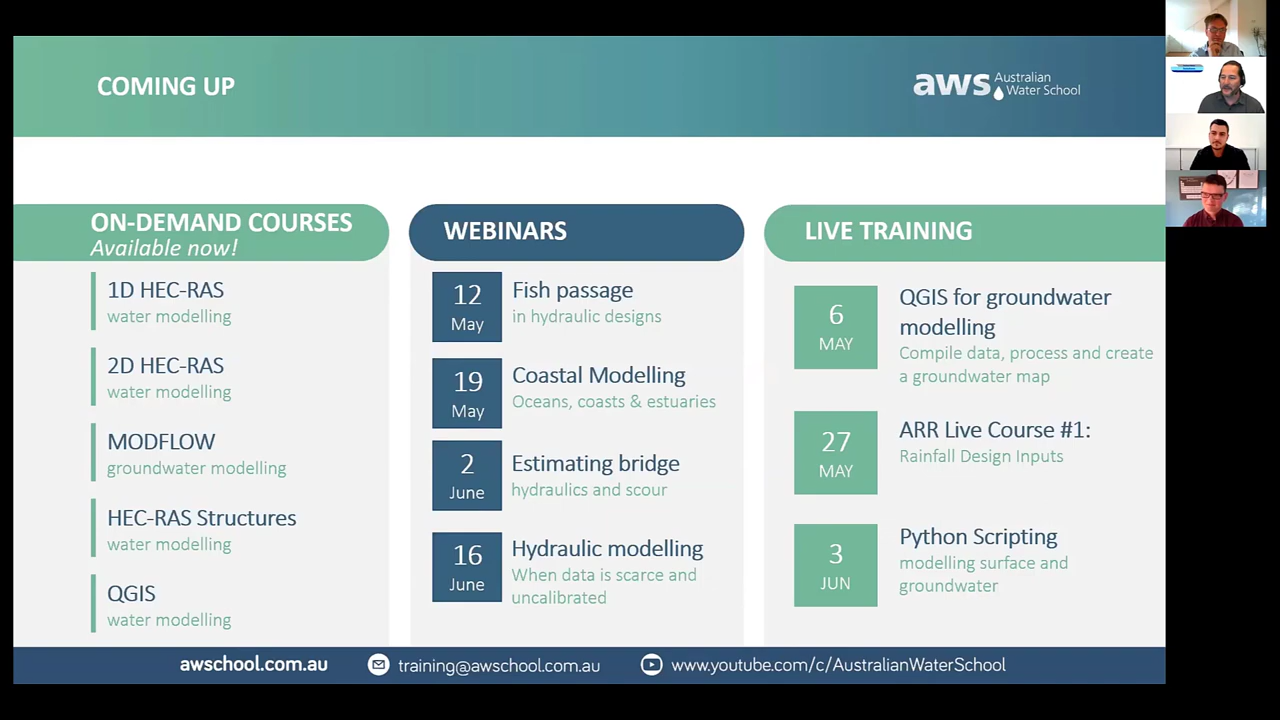 COMING UP
aws Australian
Water School
ON-DEMAND COURSES
Available now!
1D HEC-RAS
water modelling
2D HEC-RAS
water modelling
MODFLOW
groundwater modelling
HEC-RAS Structures
water modelling
QGIS
water modelling
WEBINARS
12
May
Fish passage
in hydraulic designs
19
May
Coastal Modelling
Oceans, coasts & estuaries
2
June
Estimating bridge
hydraulics and scour
16
June
Hydraulic modelling
When data is scarce and
uncalibrated
LIVE TRAINING
6
MAY
QGIS for groundwater
modelling
Compile data, process and create
a groundwater map
27
MAY
ARR Live Course #1:
Rainfall Design Inputs
3
JUN
Python Scripting
modelling surface and
groundwater
awschool.com.au
training@awschool.com.au
www.youtube.com/c/AustralianWaterSchool